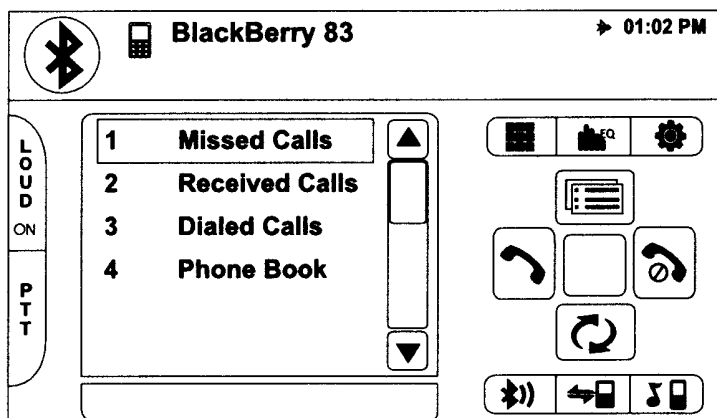 BlackBerry 83
01:02 PM
LOUD
ON
PTT
1 Missed Calls
2 Received Calls
3 Dialed Calls
4 Phone Book
EQ